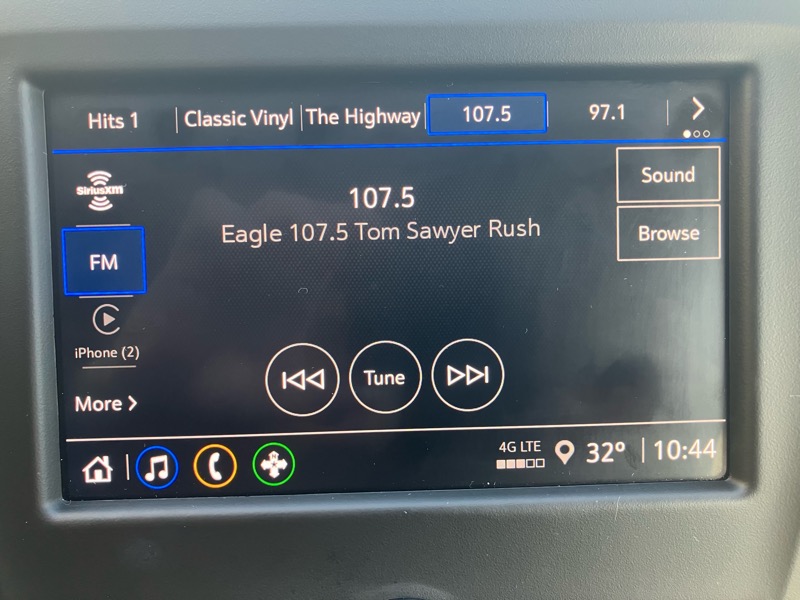 Hits 1
Classic Vinyl
The Highway
107.5
97.1
SiriusXM
107.5
Eagle 107.5 Tom Sawyer Rush
Sound
Browse
FM
iPhone (2)
Tune
More
4G LTE
32°
10:44